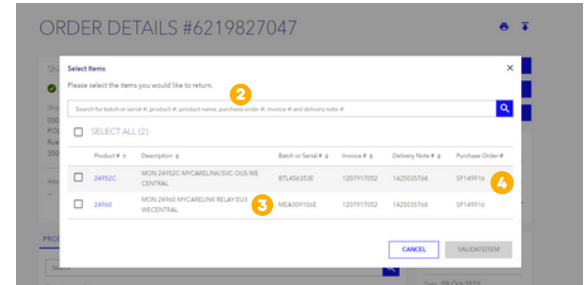 ORDER DETAILS #6219827047
Select Items
Please select the items you would like to return.
2
Search for batch or serial #, product #, product name, purchase order #, invoice # and delivery note #
SELECT ALL (2)
Product # Description Batch or Serial # Invoice # Delivery Note # Purchase Order #
24952C MON 24952C MYCARELINK/SVC OUS WE BTL456353E 1207917052 1425035768 SP149916 4
CENTRAL
24960 MON 24960 MYCARELINK RELAY EU3 3 MEA309106E 1207917052 1425035768 SP149916
WECENTRAL
CANCEL VALIDATEITEM